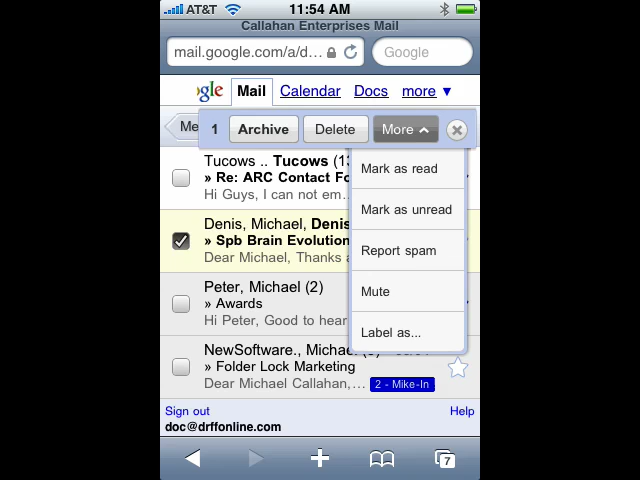 AT&T 11:54 AM
Callahan Enterprises Mail
mail.google.com/a/d... Google
gle Mail Calendar Docs more ▼
Me 1 Archive Delete More
Tucows .. Tucows (13
» Re: ARC Contact Fo
Hi Guys, I can not em...
Mark as read
Mark as unread
Report spam
Mute
Label as...
Denis, Michael, Denis
» Spb Brain Evolution
Dear Michael, Thanks a
Peter, Michael (2)
» Awards
Hi Peter, Good to hear
NewSoftware., Michael
» Folder Lock Marketing
Dear Michael Callahan,... 2 - Mike-In
Sign out Help
doc@drffonline.com
7